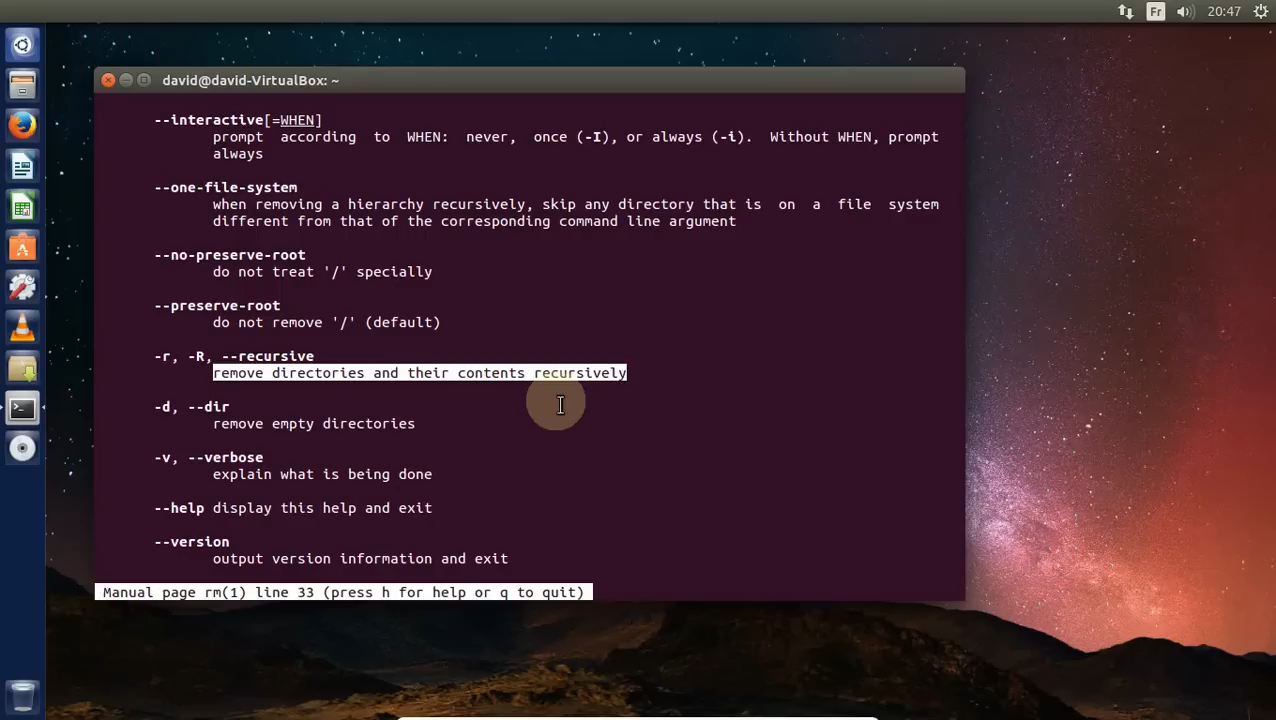 Fr
20:47
david@david-VirtualBox: ~
--interactive[=WHEN]
prompt according to WHEN: never, once (-I), or always (-i). Without WHEN, prompt
always
--one-file-system
when removing a hierarchy recursively, skip any directory that is on a file system
different from that of the corresponding command line argument
--no-preserve-root
do not treat '/' specially
--preserve-root
do not remove '/' (default)
-r, -R, --recursive
remove directories and their contents recursively
-d, --dir
remove empty directories
-v, --verbose
explain what is being done
--help display this help and exit
--version
output version information and exit
Manual page rm(1) line 33 (press h for help or q to quit)